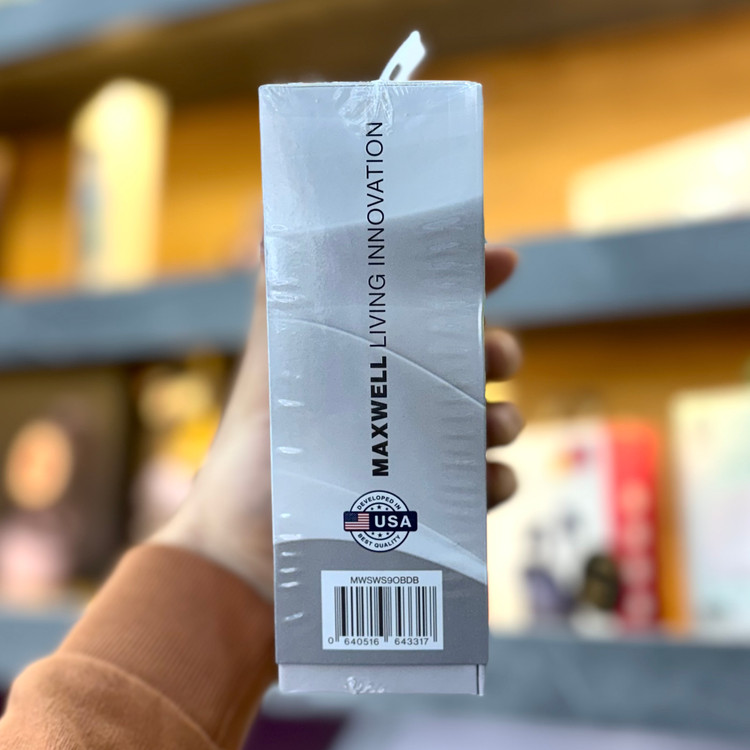 MAXWELL LIVING INNOVATION
DEVELOPED IN
USA
BEST QUALITY
MWSWS9OBDB
0 640516 643317